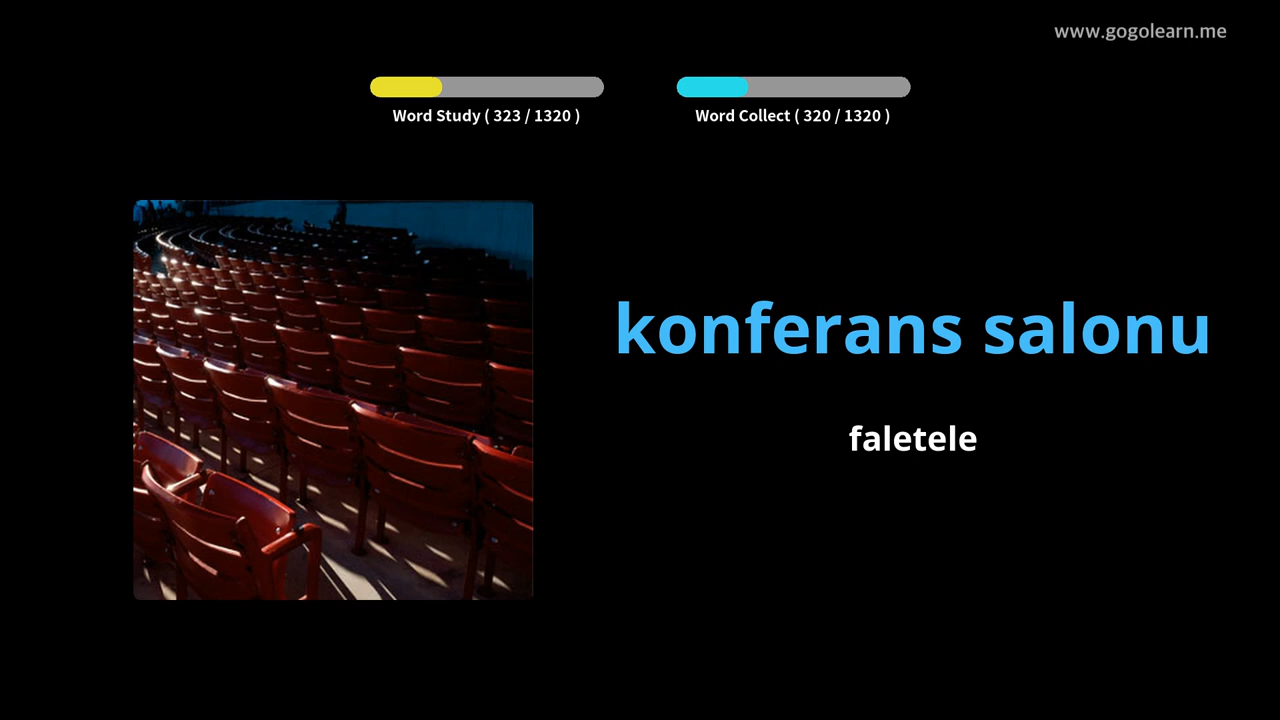 www.gogolearn.me
Word Study ( 323 / 1320 )
Word Collect ( 320 / 1320 )
konferans salonu
faletele